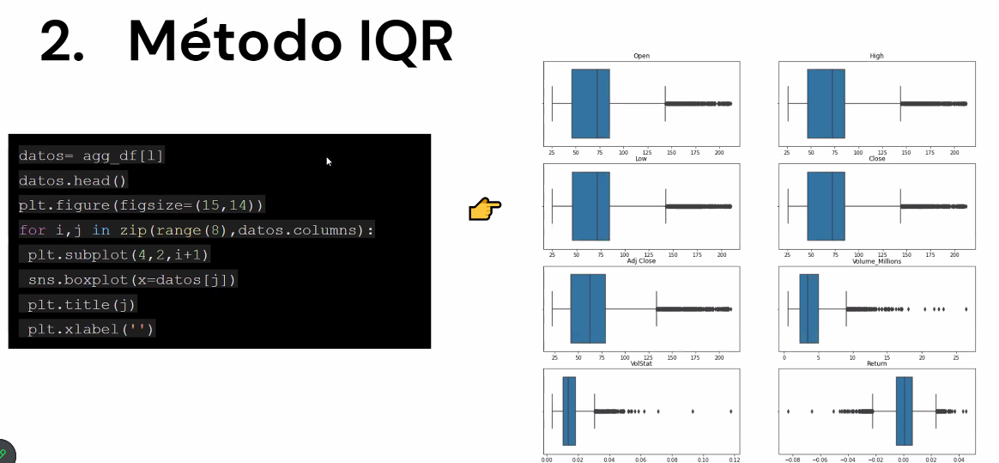 2. Método IQR
datos= agg_df[l]
datos.head()
plt.figure(figsize=(15,14))
for i,j in zip(range(8),datos.columns):
plt.subplot(4,2,i+1)
sns.boxplot(x=datos[j])
plt.title(j)
plt.xlabel('')
Open
25 50 75 100 125 150 175 200
High
25 50 75 100 125 150 175 200
Low
25 50 75 100 125 150 175 200
Close
25 50 75 100 125 150 175 200
Adj Close
25 50 75 100 125 150 175 200
Volume_Millions
0 5 10 15 20 25
VolStat
0.00 0.02 0.04 0.06 0.08 0.10 0.12
Return
−0.08 −0.06 −0.04 −0.02 0.00 0.02 0.04